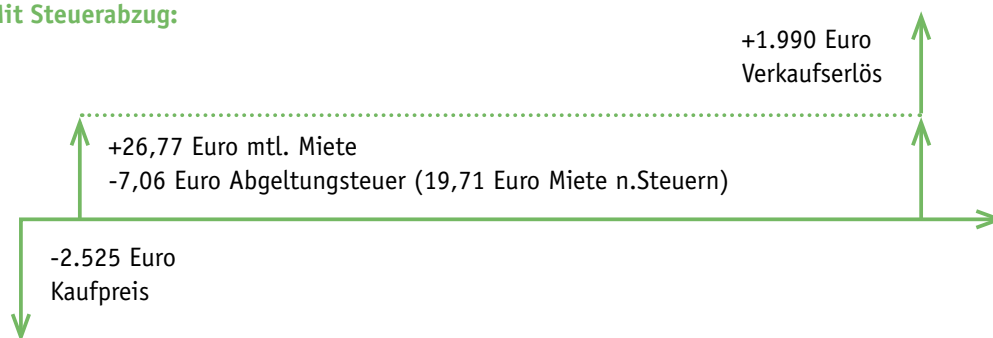 Mit Steuerabzug:
+1.990 Euro
Verkaufserlös
+26,77 Euro mtl. Miete
-7,06 Euro Abgeltungsteuer (19,71 Euro Miete n.Steuern)
-2.525 Euro
Kaufpreis